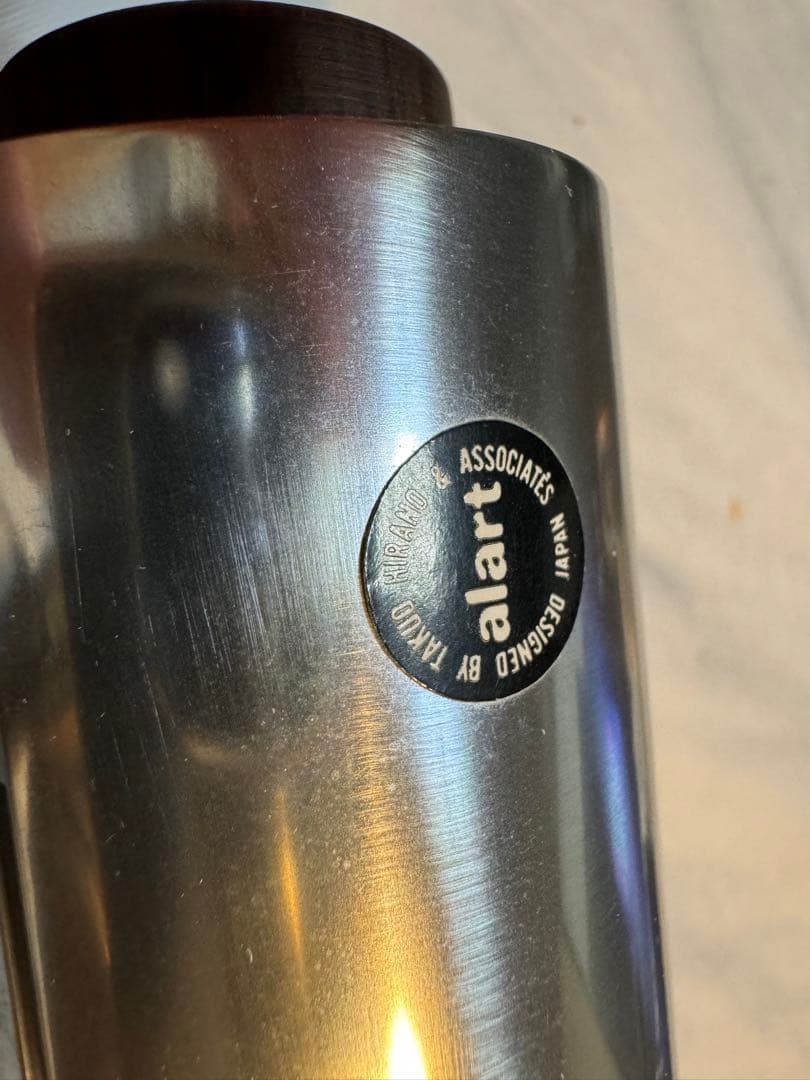 alart
DESIGNED BY TAKUO HIRANO & ASSOCIATES JAPAN